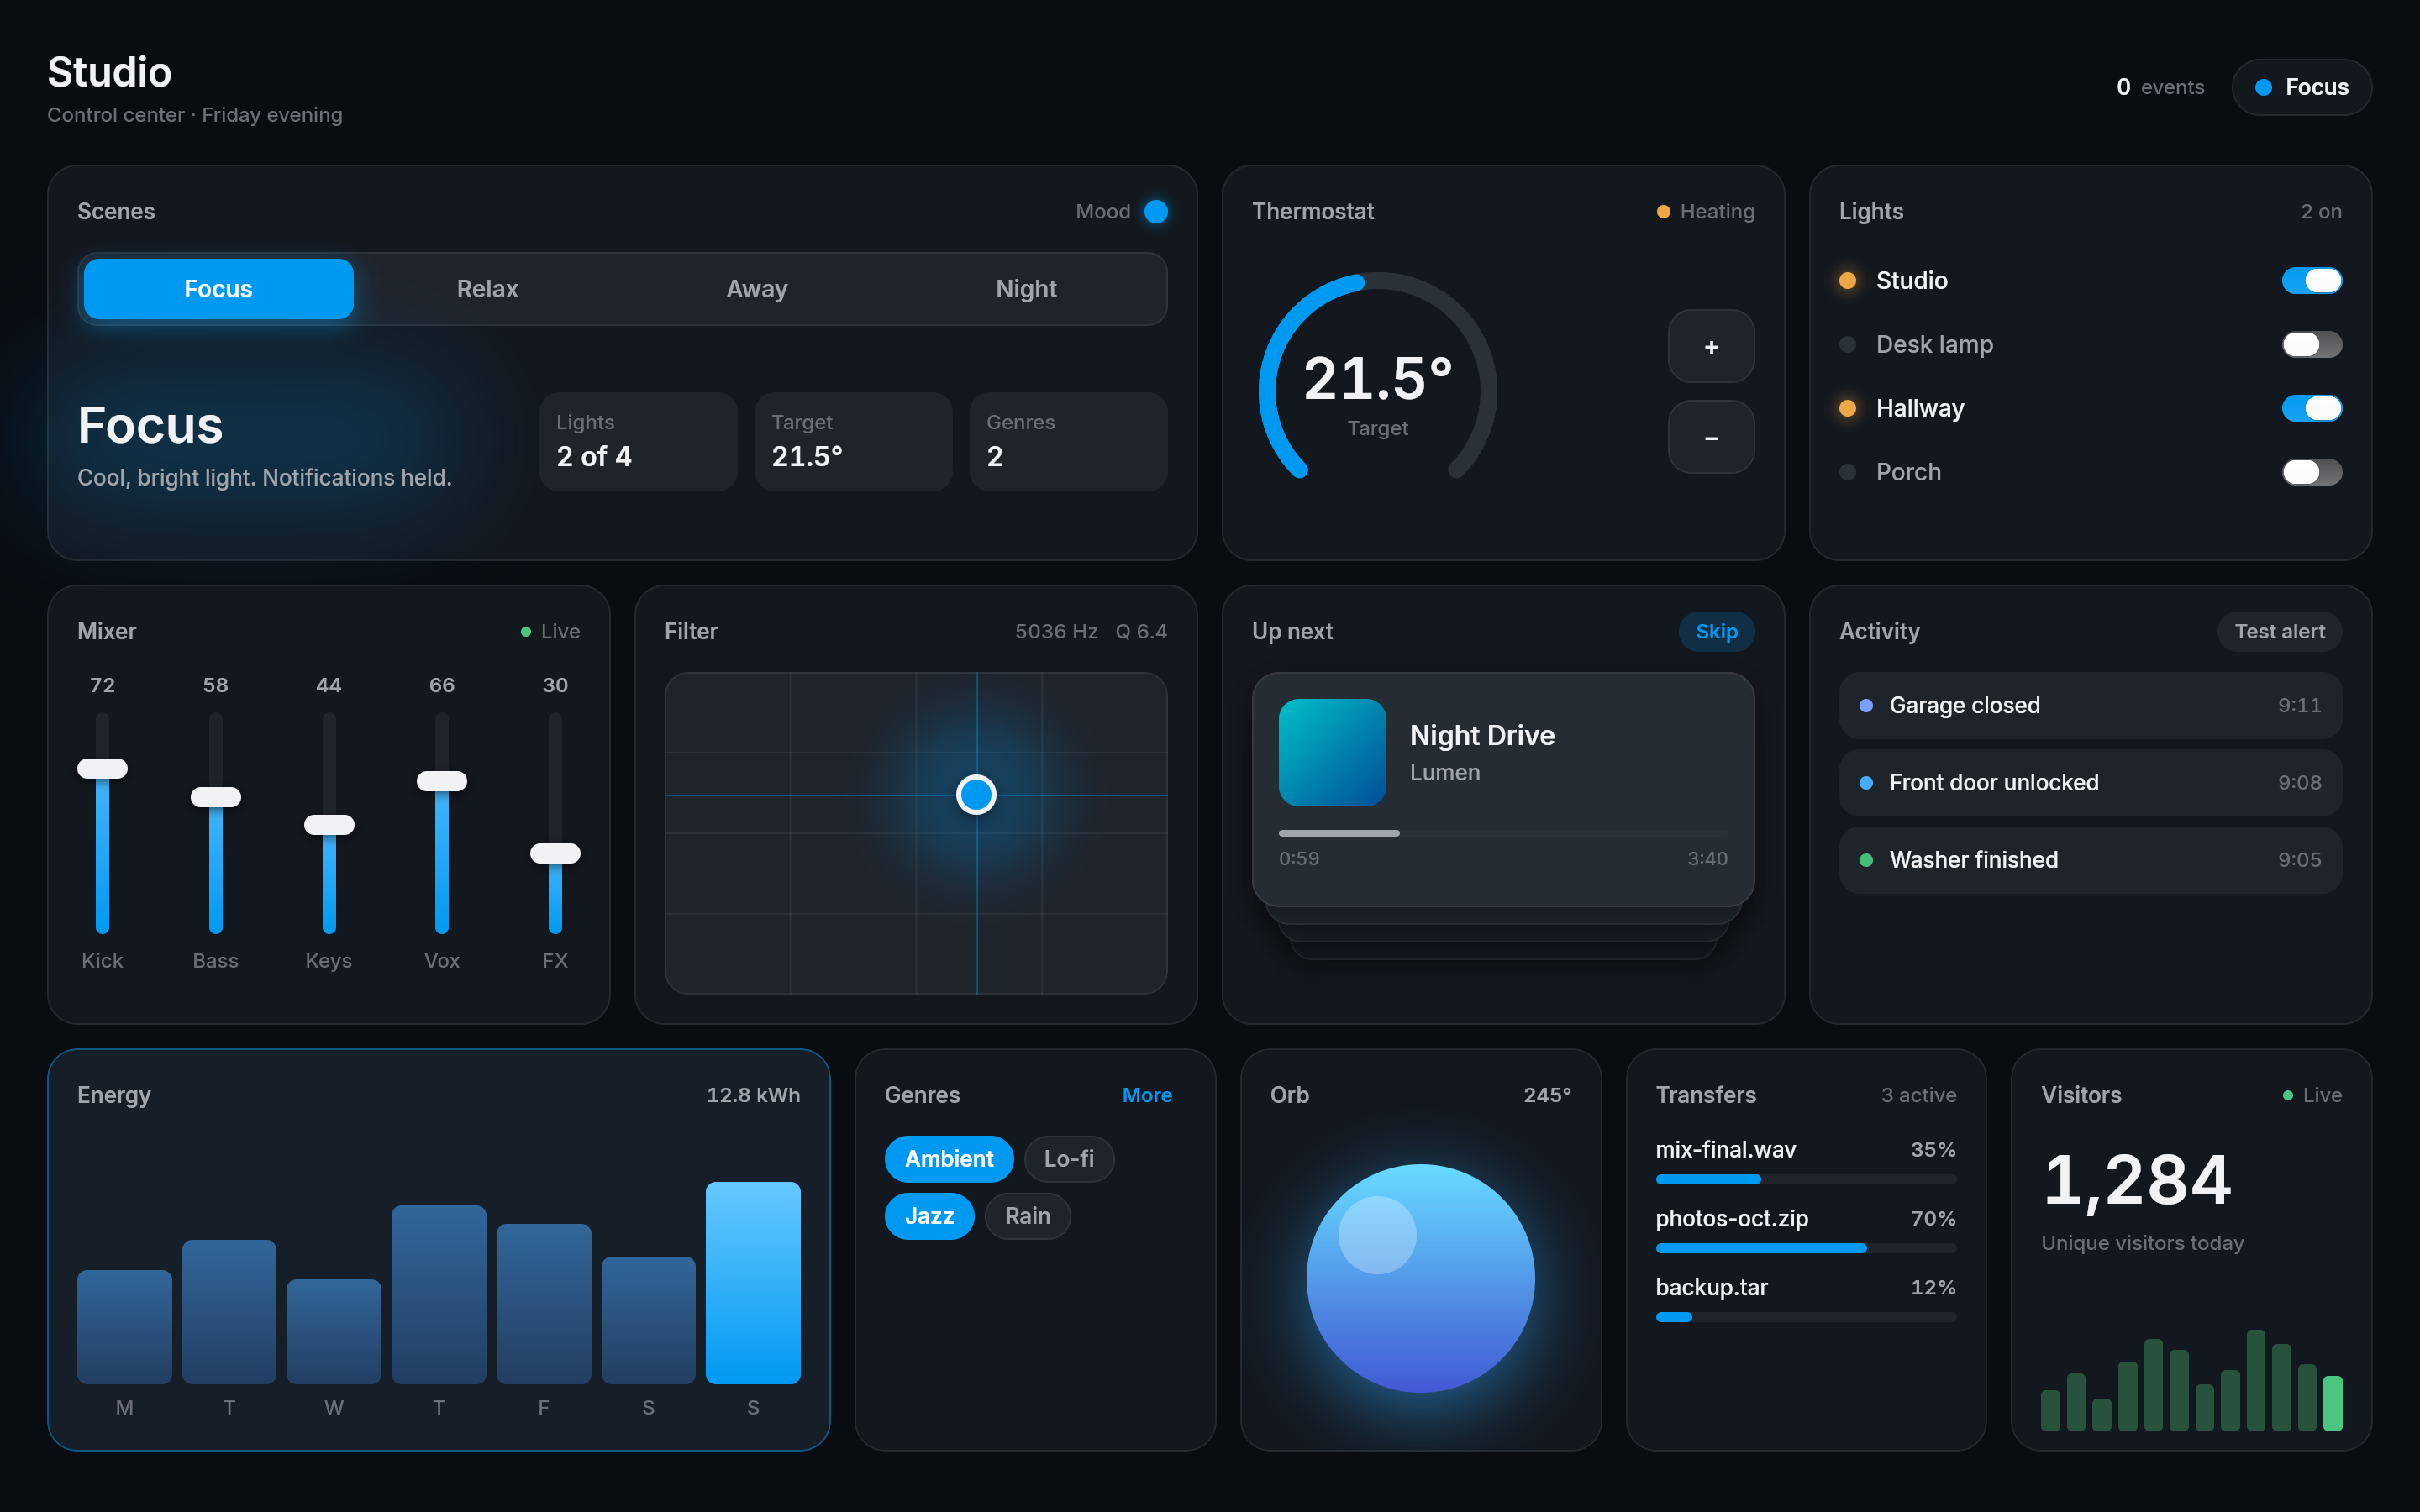 Studio
Control center · Friday evening
0 events
Focus
Scenes
Mood
Focus
Relax
Away
Night
Focus
Cool, bright light. Notifications held.
Lights
2 of 4
Target
21.5°
Genres
2
Thermostat
Heating
21.5°
Target
+
−
Lights
2 on
Studio
Desk lamp
Hallway
Porch
Mixer
Live
72
58
44
66
30
Kick
Bass
Keys
Vox
FX
Filter
5036 Hz
Q 6.4
Up next
Skip
Night Drive
Lumen
0:59
3:40
Activity
Test alert
Garage closed
9:11
Front door unlocked
9:08
Washer finished
9:05
Energy
12.8 kWh
M
T
W
T
F
S
S
Genres
More
Ambient
Lo-fi
Jazz
Rain
Orb
245°
Transfers
3 active
mix-final.wav
35%
photos-oct.zip
70%
backup.tar
12%
Visitors
Live
1,284
Unique visitors today